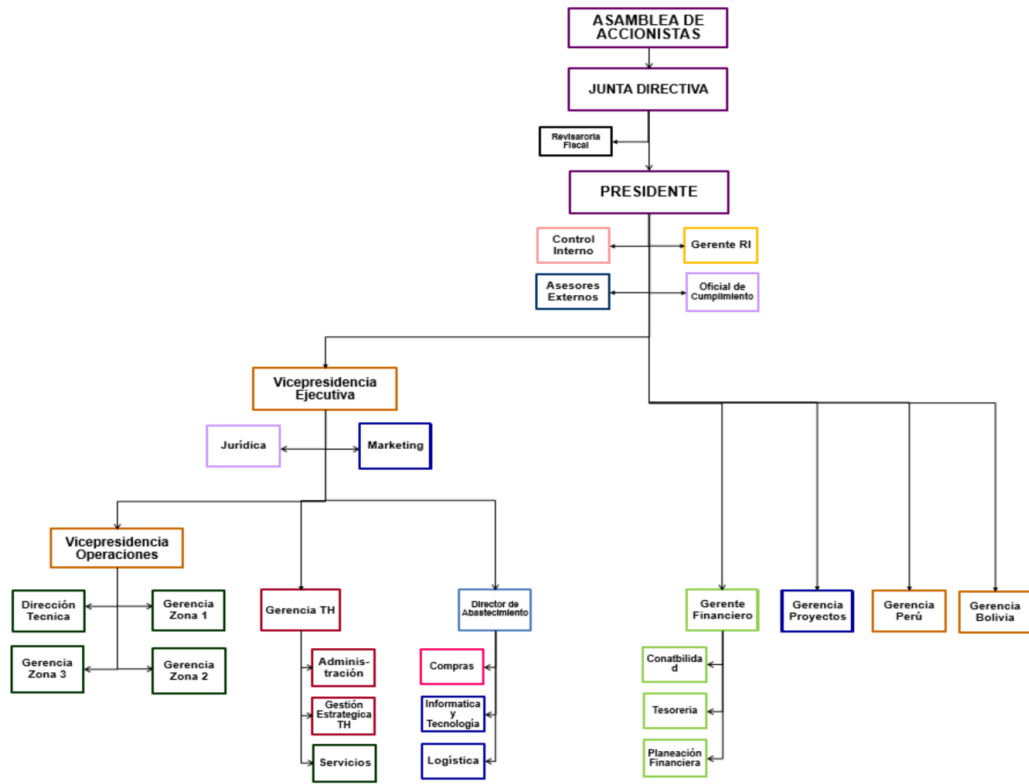 ASAMBLEA DE
ACCIONISTAS
JUNTA DIRECTIVA
Revisaroria
Fiscal
PRESIDENTE
Control
Interno
Gerente RI
Asesores
Externos
Oficial de
Cumplimiento
Vicepresidencia
Ejecutiva
Jurídica
Marketing
Vicepresidencia
Operaciones
Dirección
Tecnica
Gerencia
Zona 1
Gerencia
Zona 3
Gerencia
Zona 2
Gerencia TH
Adminis-
tración
Gestión
Estrategica
TH
Servicios
Director de
Abastecimiento
Compras
Informatica
y
Tecnología
Logística
Gerente
Financiero
Conatbilida
d
Tesoreria
Planeación
Financiera
Gerencia
Proyectos
Gerencia
Perú
Gerencia
Bolivia